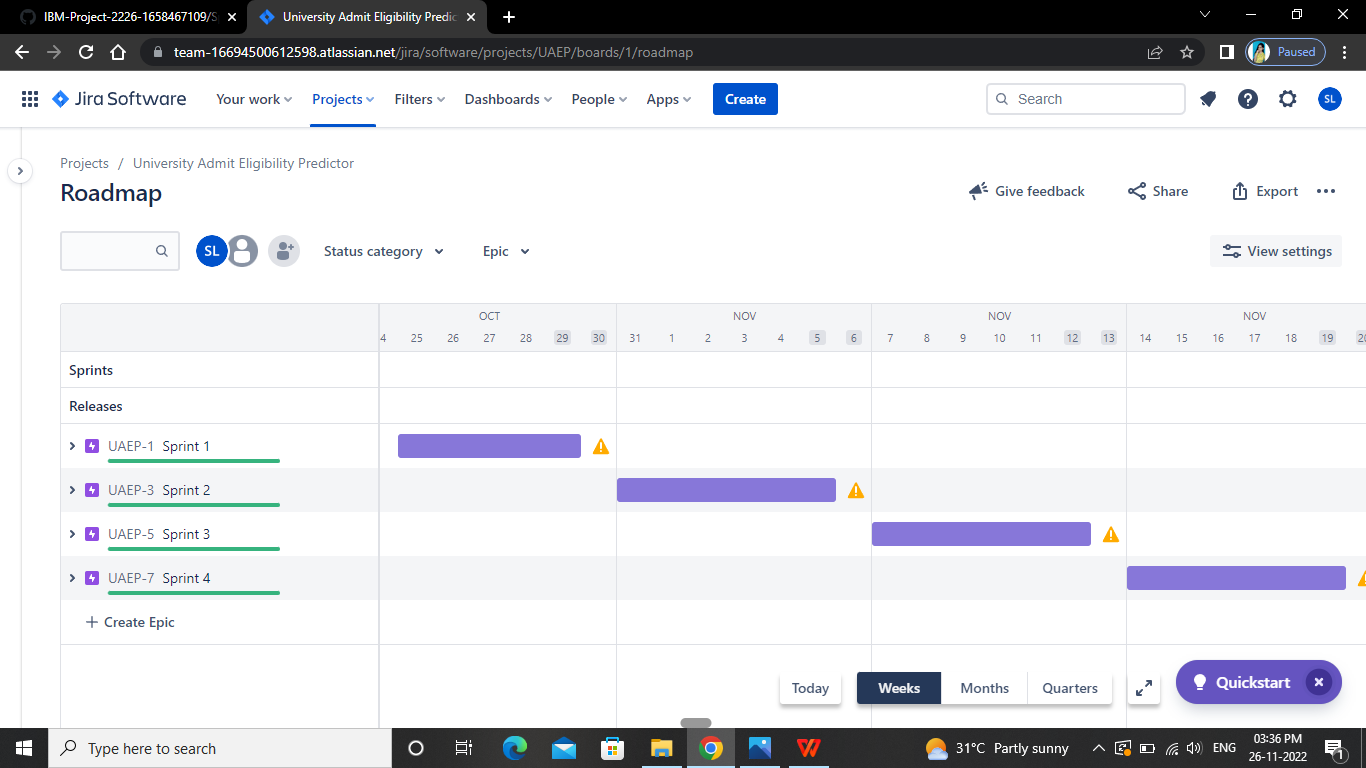 IBM-Project-2226-1658467109/S
University Admit Eligibility Predic
team-16694500612598.atlassian.net/jira/software/projects/UAEP/boards/1/roadmap
Paused
Jira Software
Your work
Projects
Filters
Dashboards
People
Apps
Create
Search
SL
Projects / University Admit Eligibility Predictor
Roadmap
Give feedback
Share
Export
SL
Status category
Epic
View settings
OCT NOV NOV NOV
4 25 26 27 28 29 30 31 1 2 3 4 5 6 7 8 9 10 11 12 13 14 15 16 17 18 19 20
Sprints
Releases
UAEP-1 Sprint 1
UAEP-3 Sprint 2
UAEP-5 Sprint 3
UAEP-7 Sprint 4
+ Create Epic
Today
Weeks
Months
Quarters
Quickstart
Type here to search
31°C Partly sunny
ENG
03:36 PM
26-11-2022
1